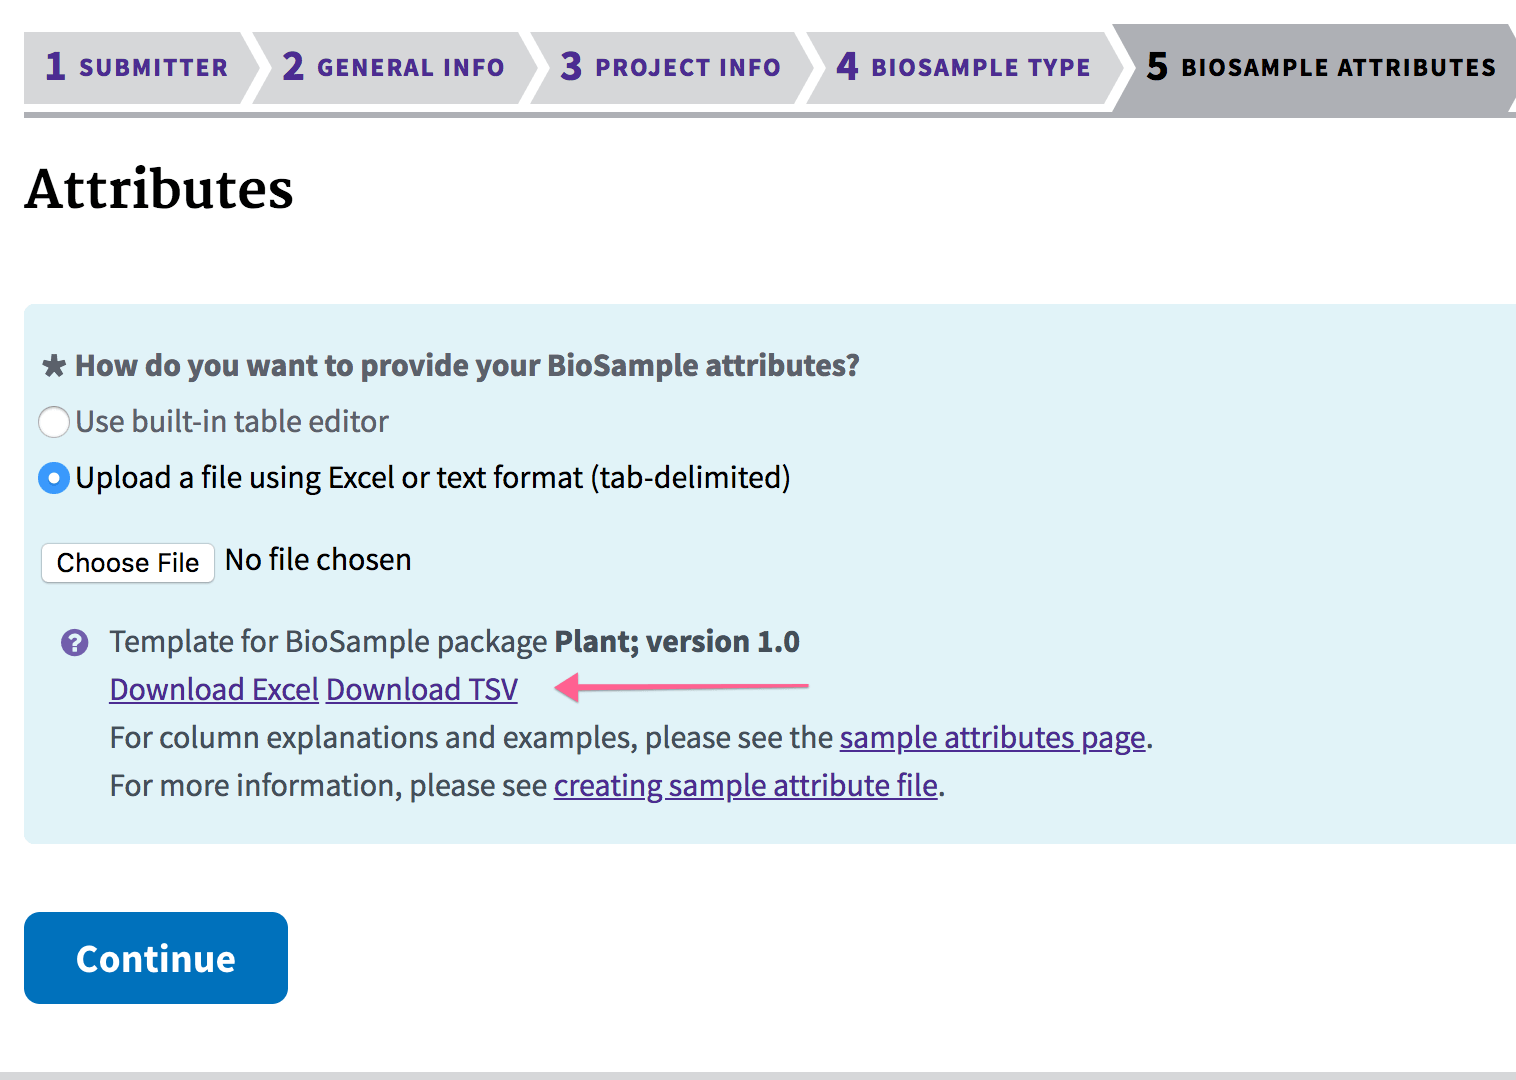 1 SUBMITTER 2 GENERAL INFO 3 PROJECT INFO 4 BIOSAMPLE TYPE 5 BIOSAMPLE ATTRIBUTES
Attributes
* How do you want to provide your BioSample attributes?
Use built-in table editor
Upload a file using Excel or text format (tab-delimited)
Choose File No file chosen
? Template for BioSample package Plant; version 1.0
Download Excel Download TSV
For column explanations and examples, please see the sample attributes page.
For more information, please see creating sample attribute file.
Continue